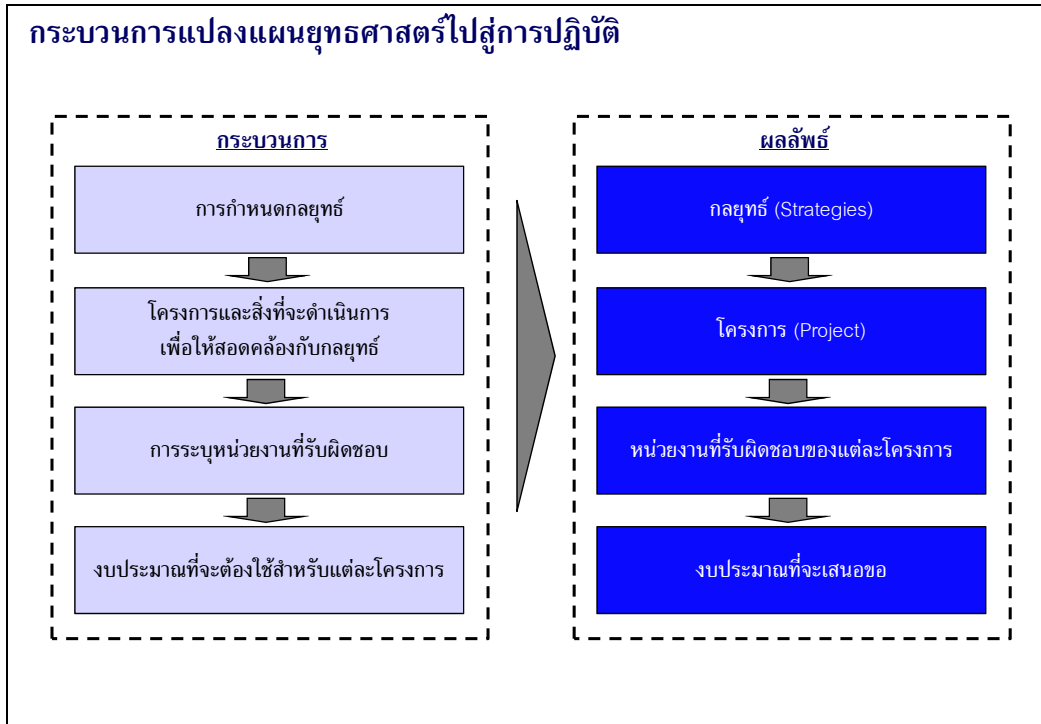 กระบวนการแปลงแผนยุทธศาสตร์ไปสู่การปฏิบัติ
กระบวนการ
การกำหนดกลยุทธ์
โครงการและสิ่งที่จะดำเนินการ
เพื่อให้สอดคล้องกับกลยุทธ์
การระบุหน่วยงานที่รับผิดชอบ
งบประมาณที่จะต้องใช้สำหรับแต่ละโครงการ
ผลลัพธ์
กลยุทธ์ (Strategies)
โครงการ (Project)
หน่วยงานที่รับผิดชอบของแต่ละโครงการ
งบประมาณที่จะเสนอขอ